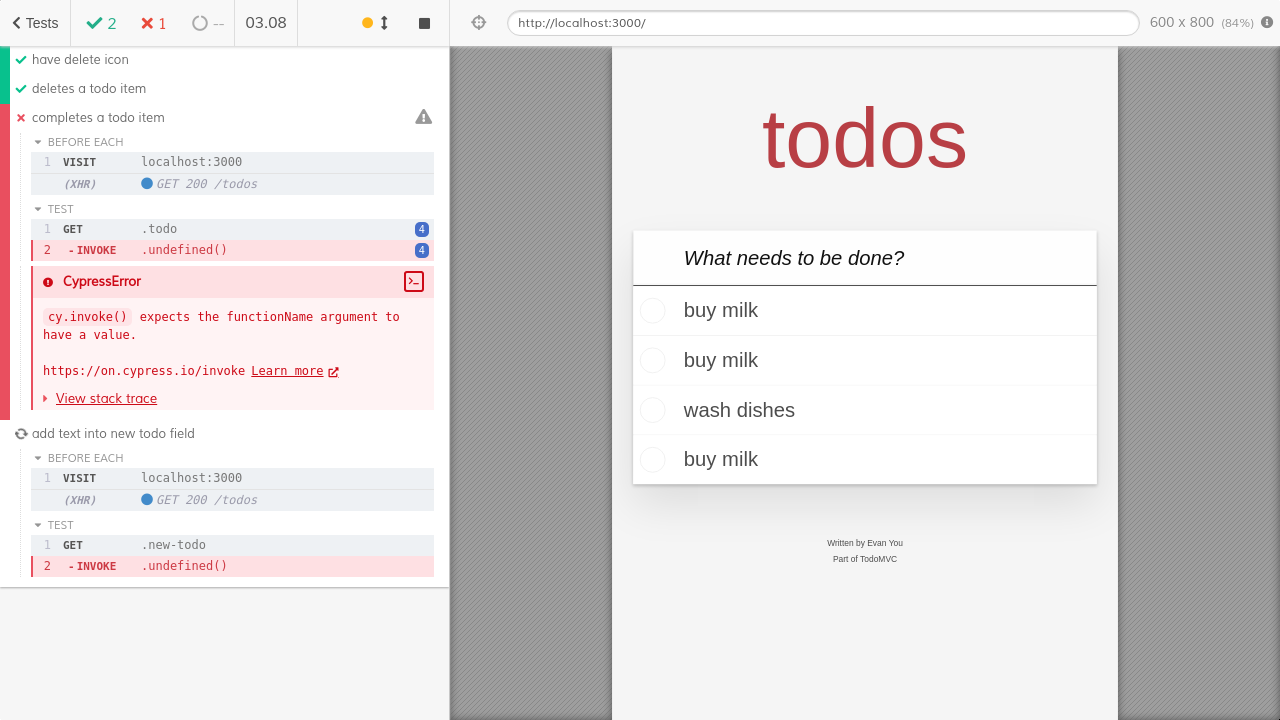 Tests 2 1 -- 03.08
have delete icon
deletes a todo item
completes a todo item
BEFORE EACH
1 VISIT localhost:3000
(XHR) GET 200 /todos
TEST
1 GET .todo 4
2 -INVOKE .undefined() 4
CypressError
cy.invoke() expects the functionName argument to
have a value.
https://on.cypress.io/invoke Learn more
View stack trace
add text into new todo field
BEFORE EACH
1 VISIT localhost:3000
(XHR) GET 200 /todos
TEST
1 GET .new-todo
2 -INVOKE .undefined()
http://localhost:3000/ 600 x 800 (84%)
todos
What needs to be done?
buy milk
buy milk
wash dishes
buy milk
Written by Evan You
Part of TodoMVC